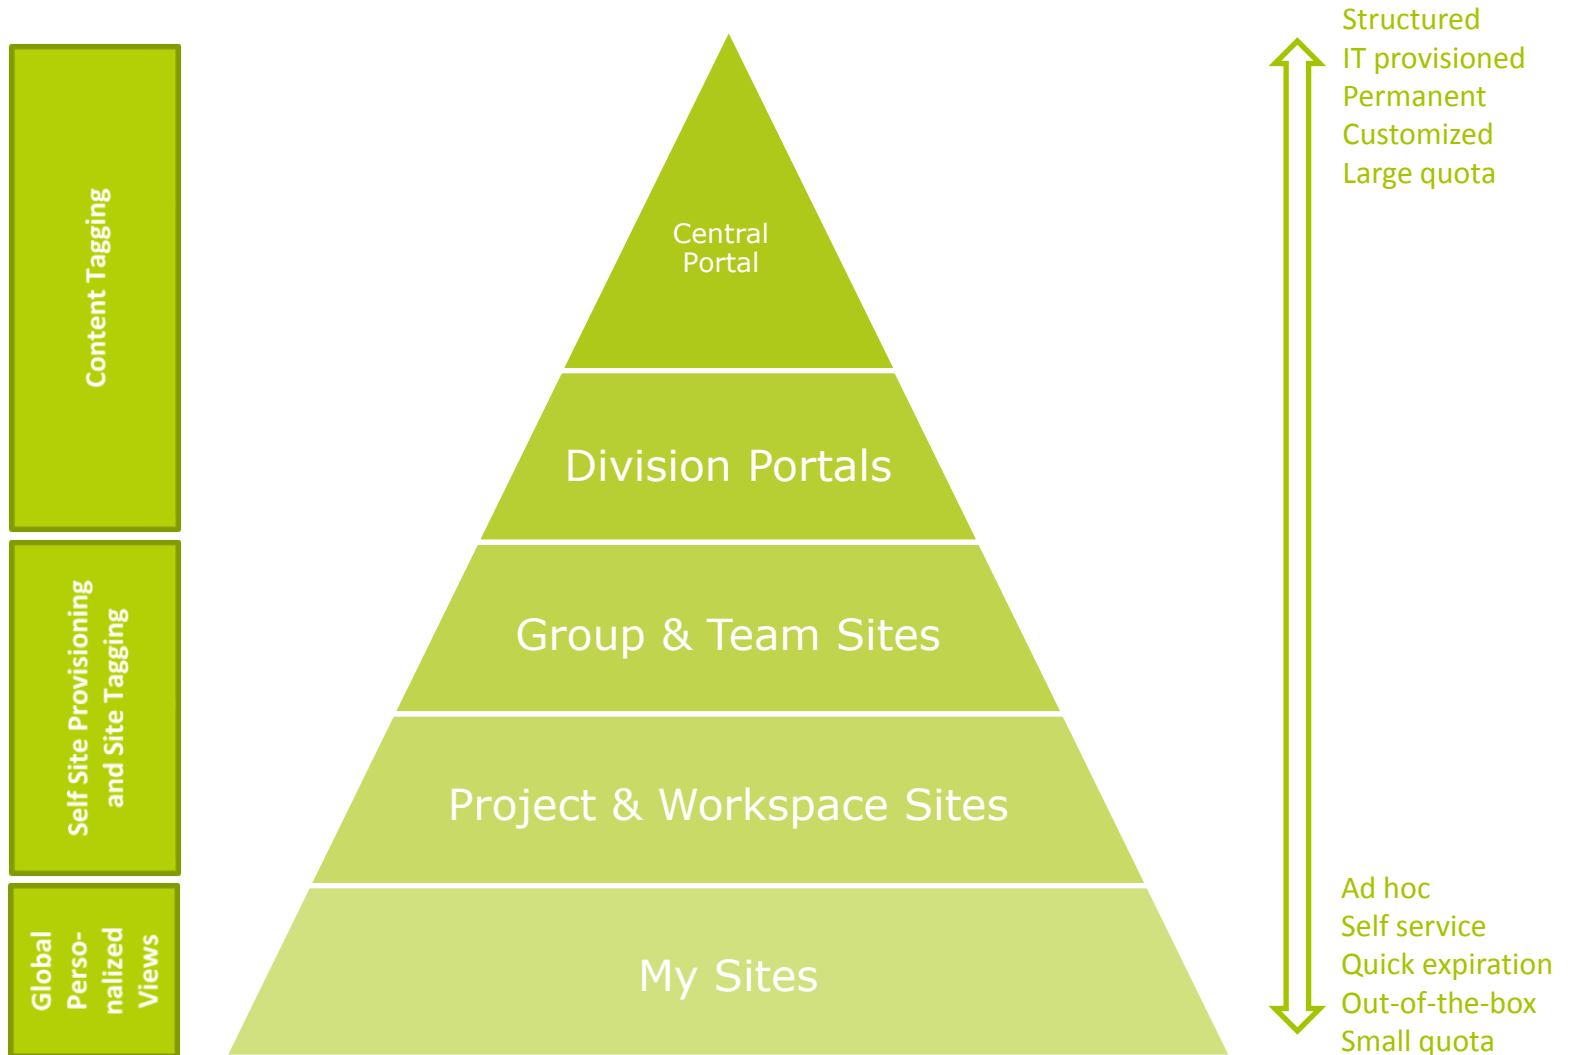 Content Tagging
Self Site Provisioning
and Site Tagging
Global
Perso-
nalized
Views
Central
Portal
Division Portals
Group & Team Sites
Project & Workspace Sites
My Sites
Structured
IT provisioned
Permanent
Customized
Large quota
Ad hoc
Self service
Quick expiration
Out-of-the-box
Small quota